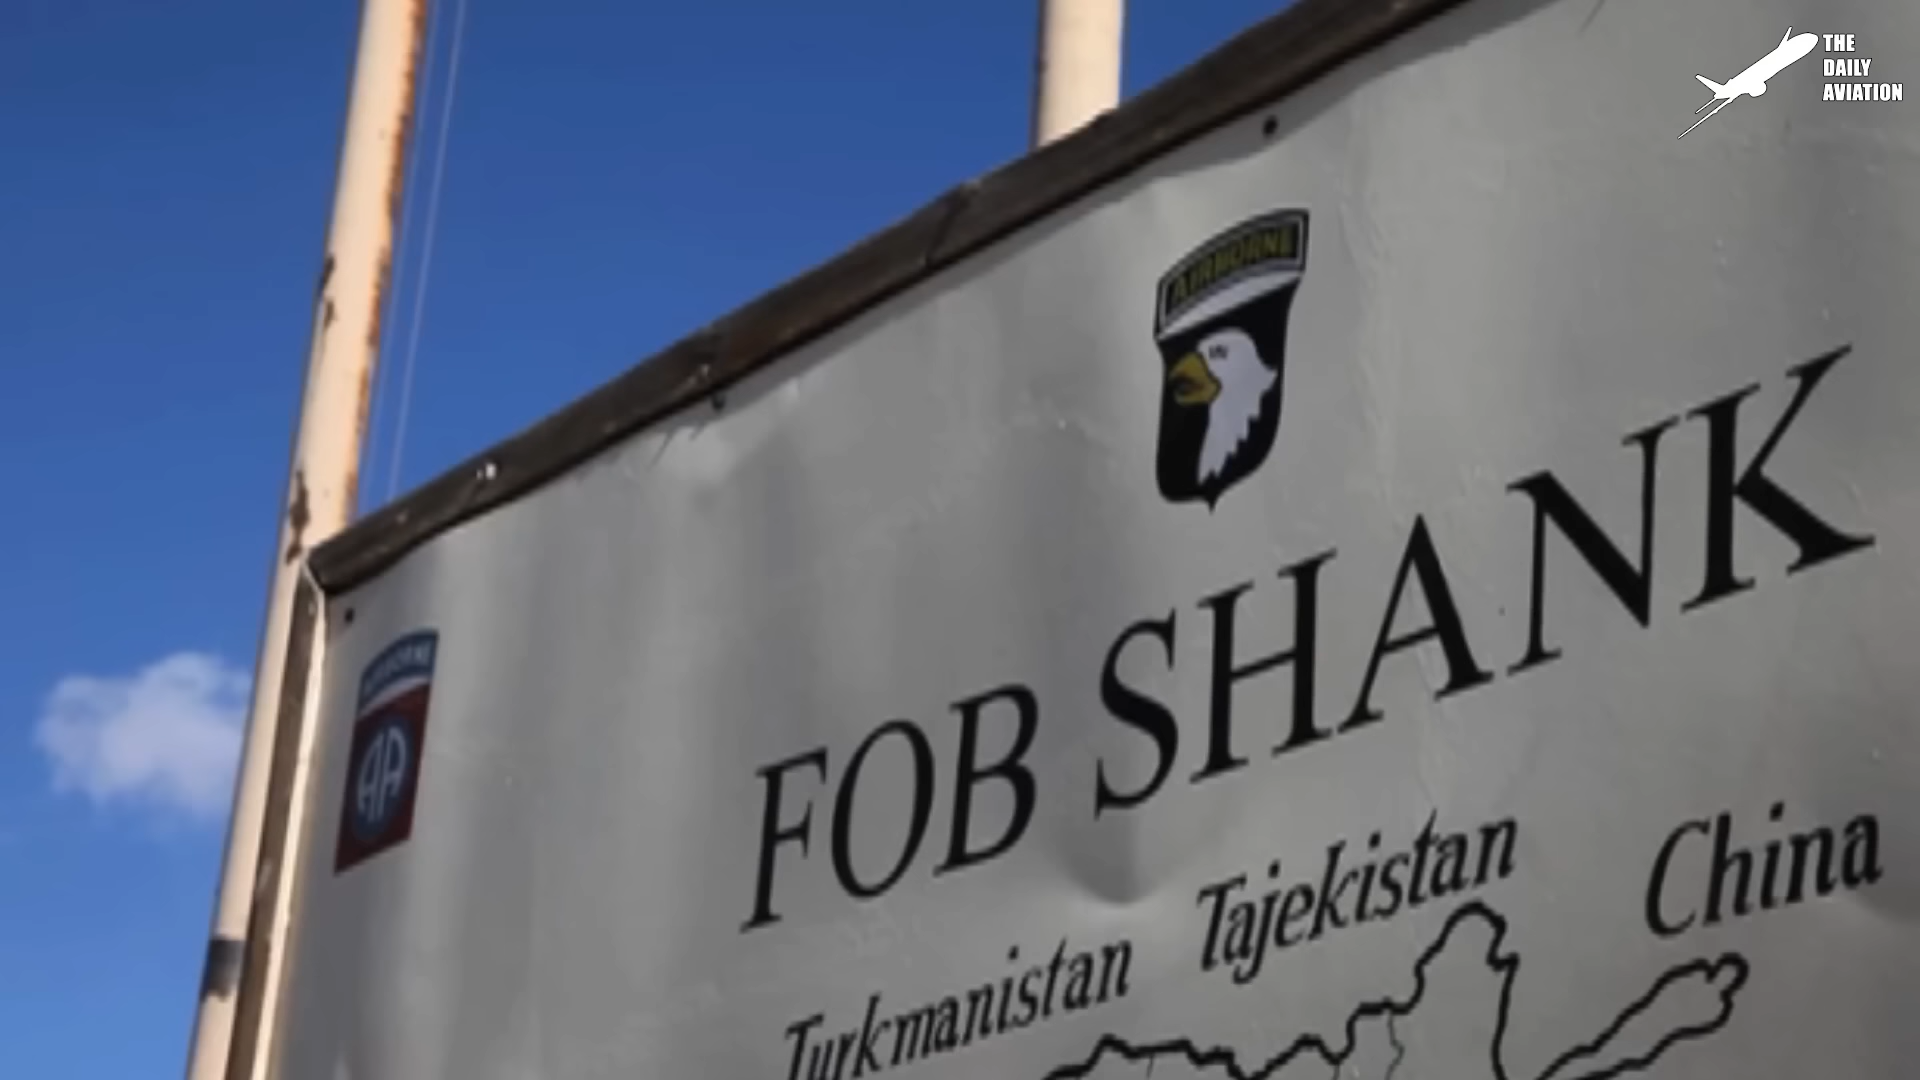 THE
DAILY
AVIATION
AIRBORNE
AIRBORNE
AA
FOB SHANK
Turkmanistan Tajekistan China